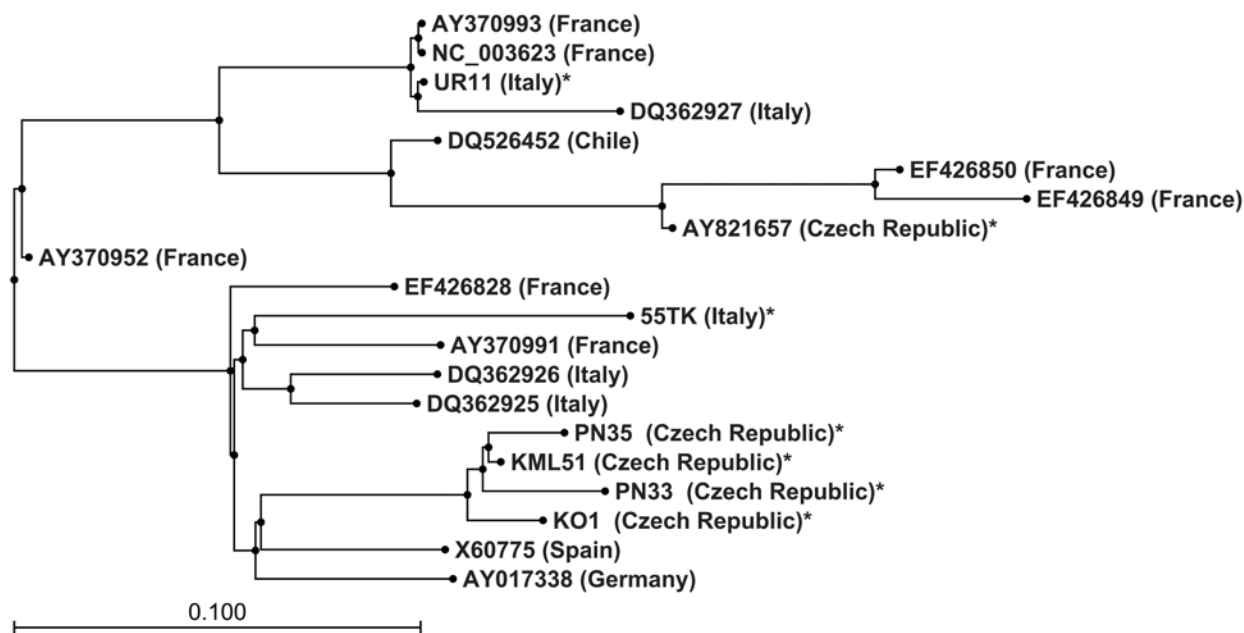 AY370993 (France)
NC_003623 (France)
UR11 (Italy)*
DQ362927 (Italy)
DQ526452 (Chile)
EF426850 (France)
EF426849 (France)
AY821657 (Czech Republic)*
AY370952 (France)
EF426828 (France)
55TK (Italy)*
AY370991 (France)
DQ362926 (Italy)
DQ362925 (Italy)
PN35 (Czech Republic)*
KML51 (Czech Republic)*
PN33 (Czech Republic)*
KO1 (Czech Republic)*
X60775 (Spain)
AY017338 (Germany)
0.100